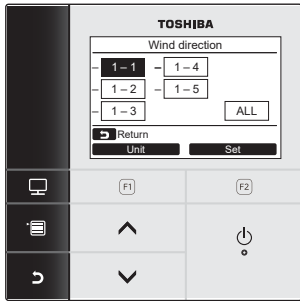 TOSHIBA
Wind direction
– 1 – 1 – 1 – 4
– 1 – 2 – 1 – 5
– 1 – 3 ALL
Return
Unit Set
F1 F2